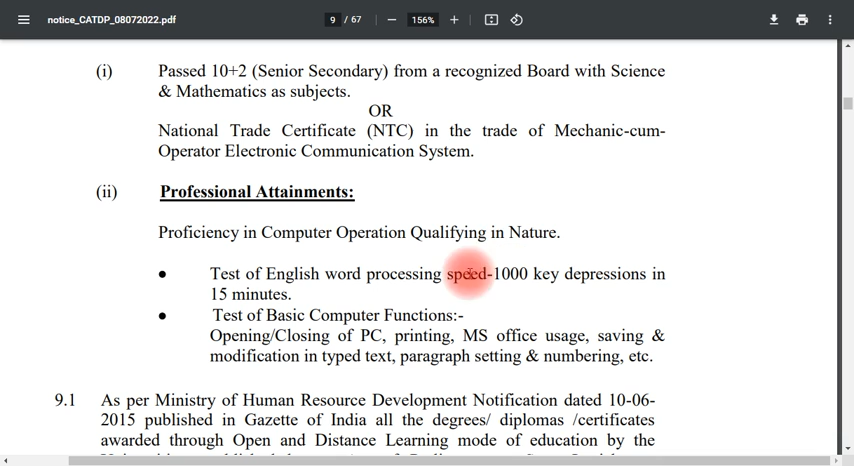 notice_CATDP_08072022.pdf
9 / 67
156%
(i) Passed 10+2 (Senior Secondary) from a recognized Board with Science
& Mathematics as subjects.
OR
National Trade Certificate (NTC) in the trade of Mechanic-cum-
Operator Electronic Communication System.
(ii) Professional Attainments:
Proficiency in Computer Operation Qualifying in Nature.
● Test of English word processing speed-1000 key depressions in
15 minutes.
● Test of Basic Computer Functions:-
Opening/Closing of PC, printing, MS office usage, saving &
modification in typed text, paragraph setting & numbering, etc.
9.1 As per Ministry of Human Resource Development Notification dated 10-06-
2015 published in Gazette of India all the degrees/ diplomas /certificates
awarded through Open and Distance Learning mode of education by the